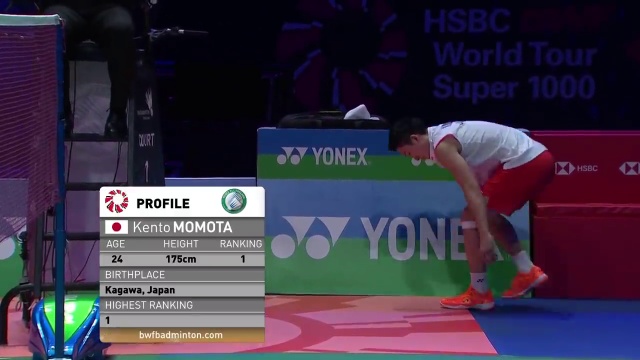 HSBC
World Tour
Super 1000
YONEX
HSBC
COURT
1
YONEX
PROFILE
Kento MOMOTA
AGE HEIGHT RANKING
24 175cm 1
BIRTHPLACE
Kagawa, Japan
HIGHEST RANKING
1
bwfbadminton.com